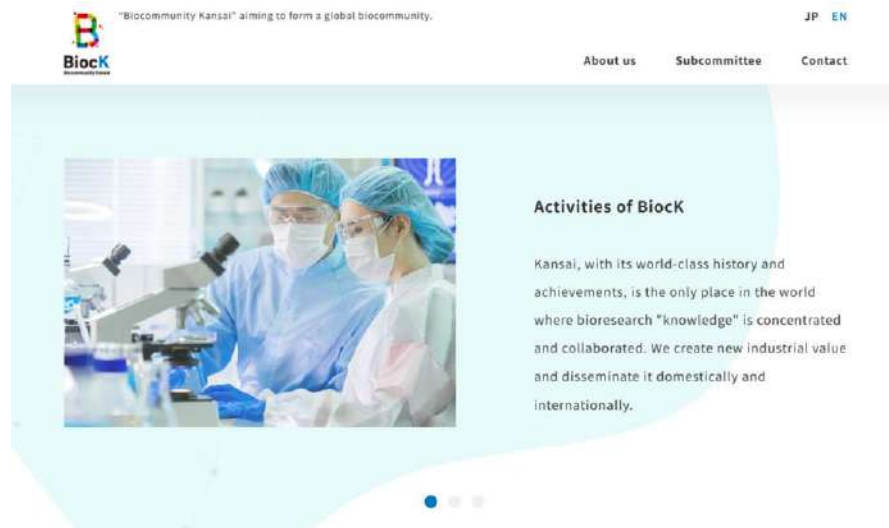 "Biocommunity Kansai" aiming to form a global biocommunity.
JP EN
BiocK
Biocommunity Kansai
About us Subcommittee Contact
Activities of BiocK
Kansai, with its world-class history and
achievements, is the only place in the world
where bioresearch "knowledge" is concentrated
and collaborated. We create new industrial value
and disseminate it domestically and
internationally.